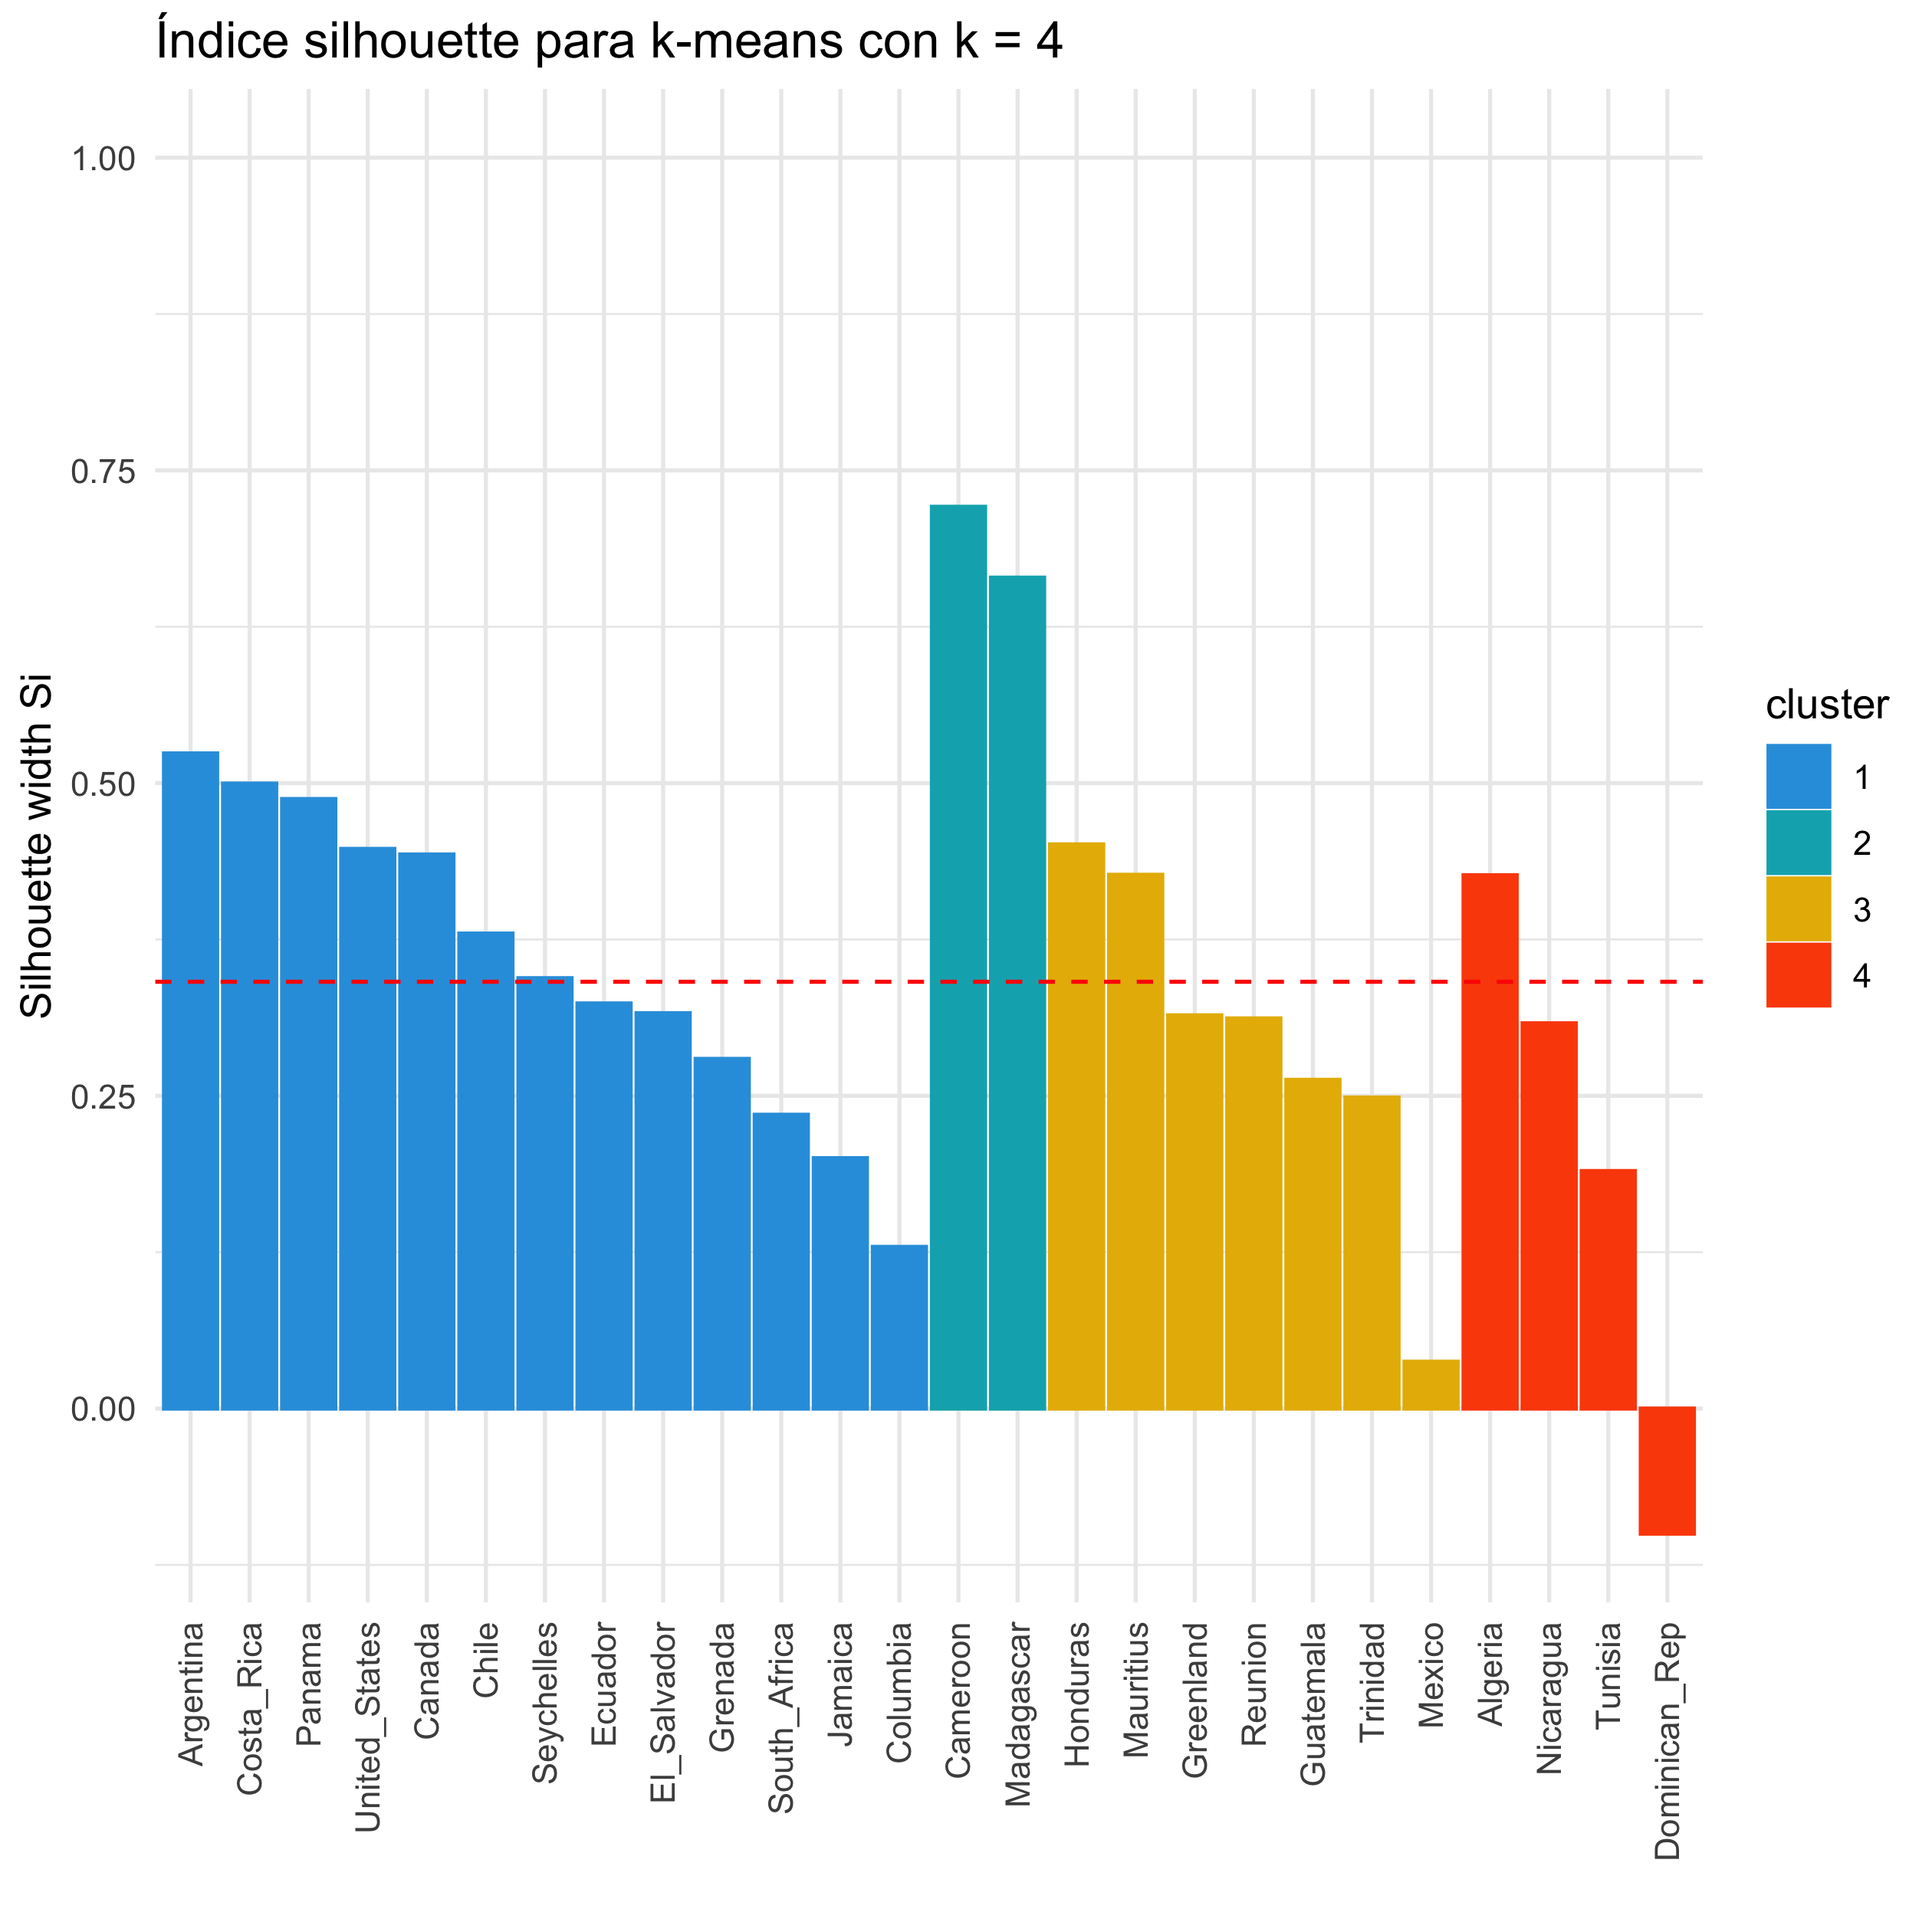 Índice silhouette para k-means con k = 4
Silhouette width Si
1.00
0.75
0.50
0.25
0.00
cluster
1
2
3
4
Argentina
Costa_Rica
Panama
United_States
Canada
Chile
Seychelles
Ecuador
El_Salvador
Grenada
South_Africa
Jamaica
Columbia
Cameroon
Madagascar
Honduras
Mauritius
Greenland
Reunion
Guatemala
Trinidad
Mexico
Algeria
Nicaragua
Tunisia
Dominican_Rep